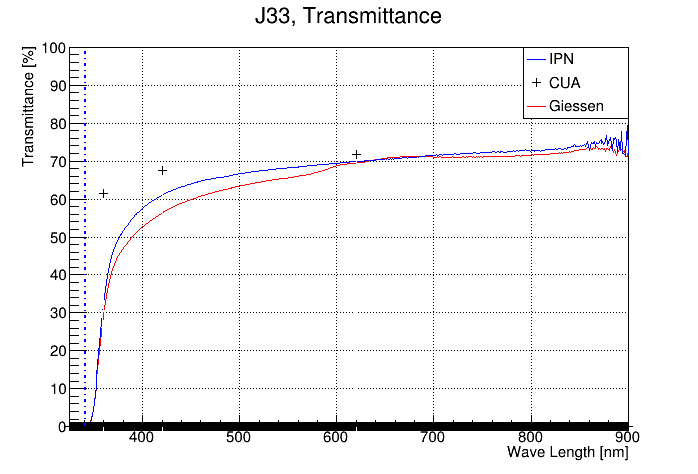 J33, Transmittance
Transmittance [%]
100
90
80
70
60
50
40
30
20
10
0
IPN
CUA
Giessen
400 500 600 700 800 900
Wave Length [nm]